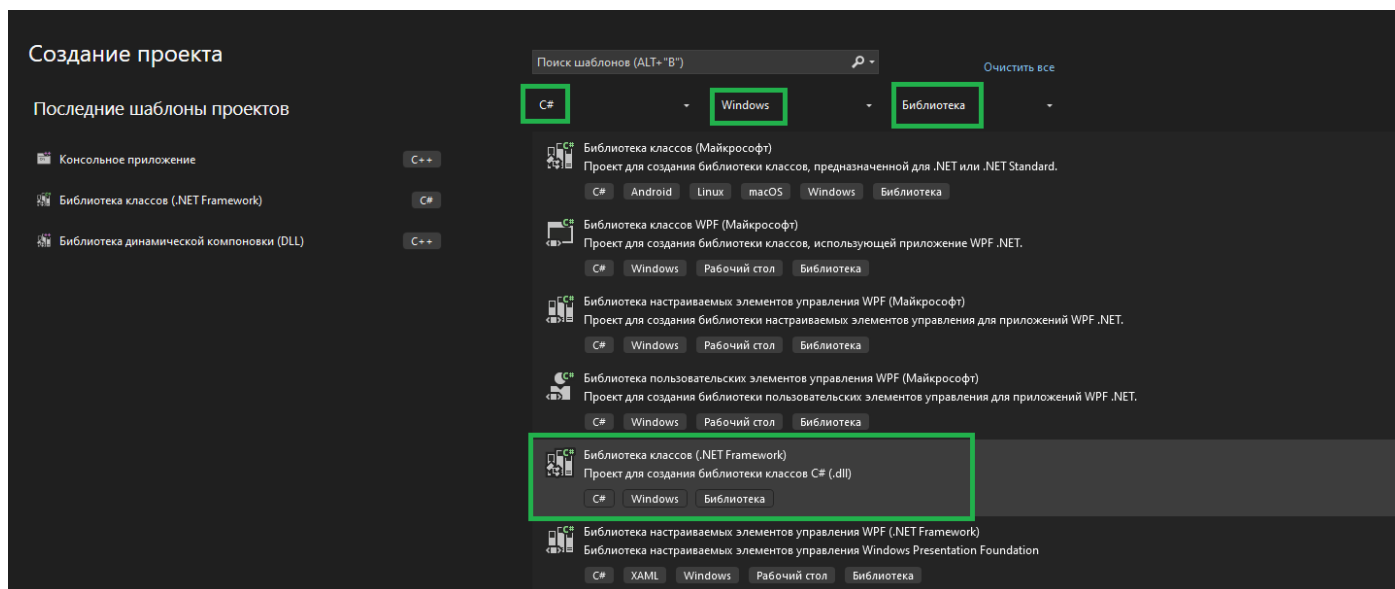 Создание проекта
Последние шаблоны проектов
Консольное приложение C++
Библиотека классов (.NET Framework) C#
Библиотека динамической компоновки (DLL) C++
Поиск шаблонов (ALT+"B")
Очистить все
C# Windows Библиотека
Библиотека классов (Майкрософт)
Проект для создания библиотеки классов, предназначенной для .NET или .NET Standard.
C# Android Linux macOS Windows Библиотека
Библиотека классов WPF (Майкрософт)
Проект для создания библиотеки классов, использующей приложение WPF .NET.
C# Windows Рабочий стол Библиотека
Библиотека настраиваемых элементов управления WPF (Майкрософт)
Проект для создания библиотеки настраиваемых элементов управления для приложений WPF .NET.
C# Windows Рабочий стол Библиотека
Библиотека пользовательских элементов управления WPF (Майкрософт)
Проект для создания библиотеки пользовательских элементов управления для приложений WPF .NET.
C# Windows Рабочий стол Библиотека
Библиотека классов (.NET Framework)
Проект для создания библиотеки классов C# (.dll)
C# Windows Библиотека
Библиотека настраиваемых элементов управления WPF (.NET Framework)
Библиотека настраиваемых элементов управления Windows Presentation Foundation
C# XAML Windows Рабочий стол Библиотека